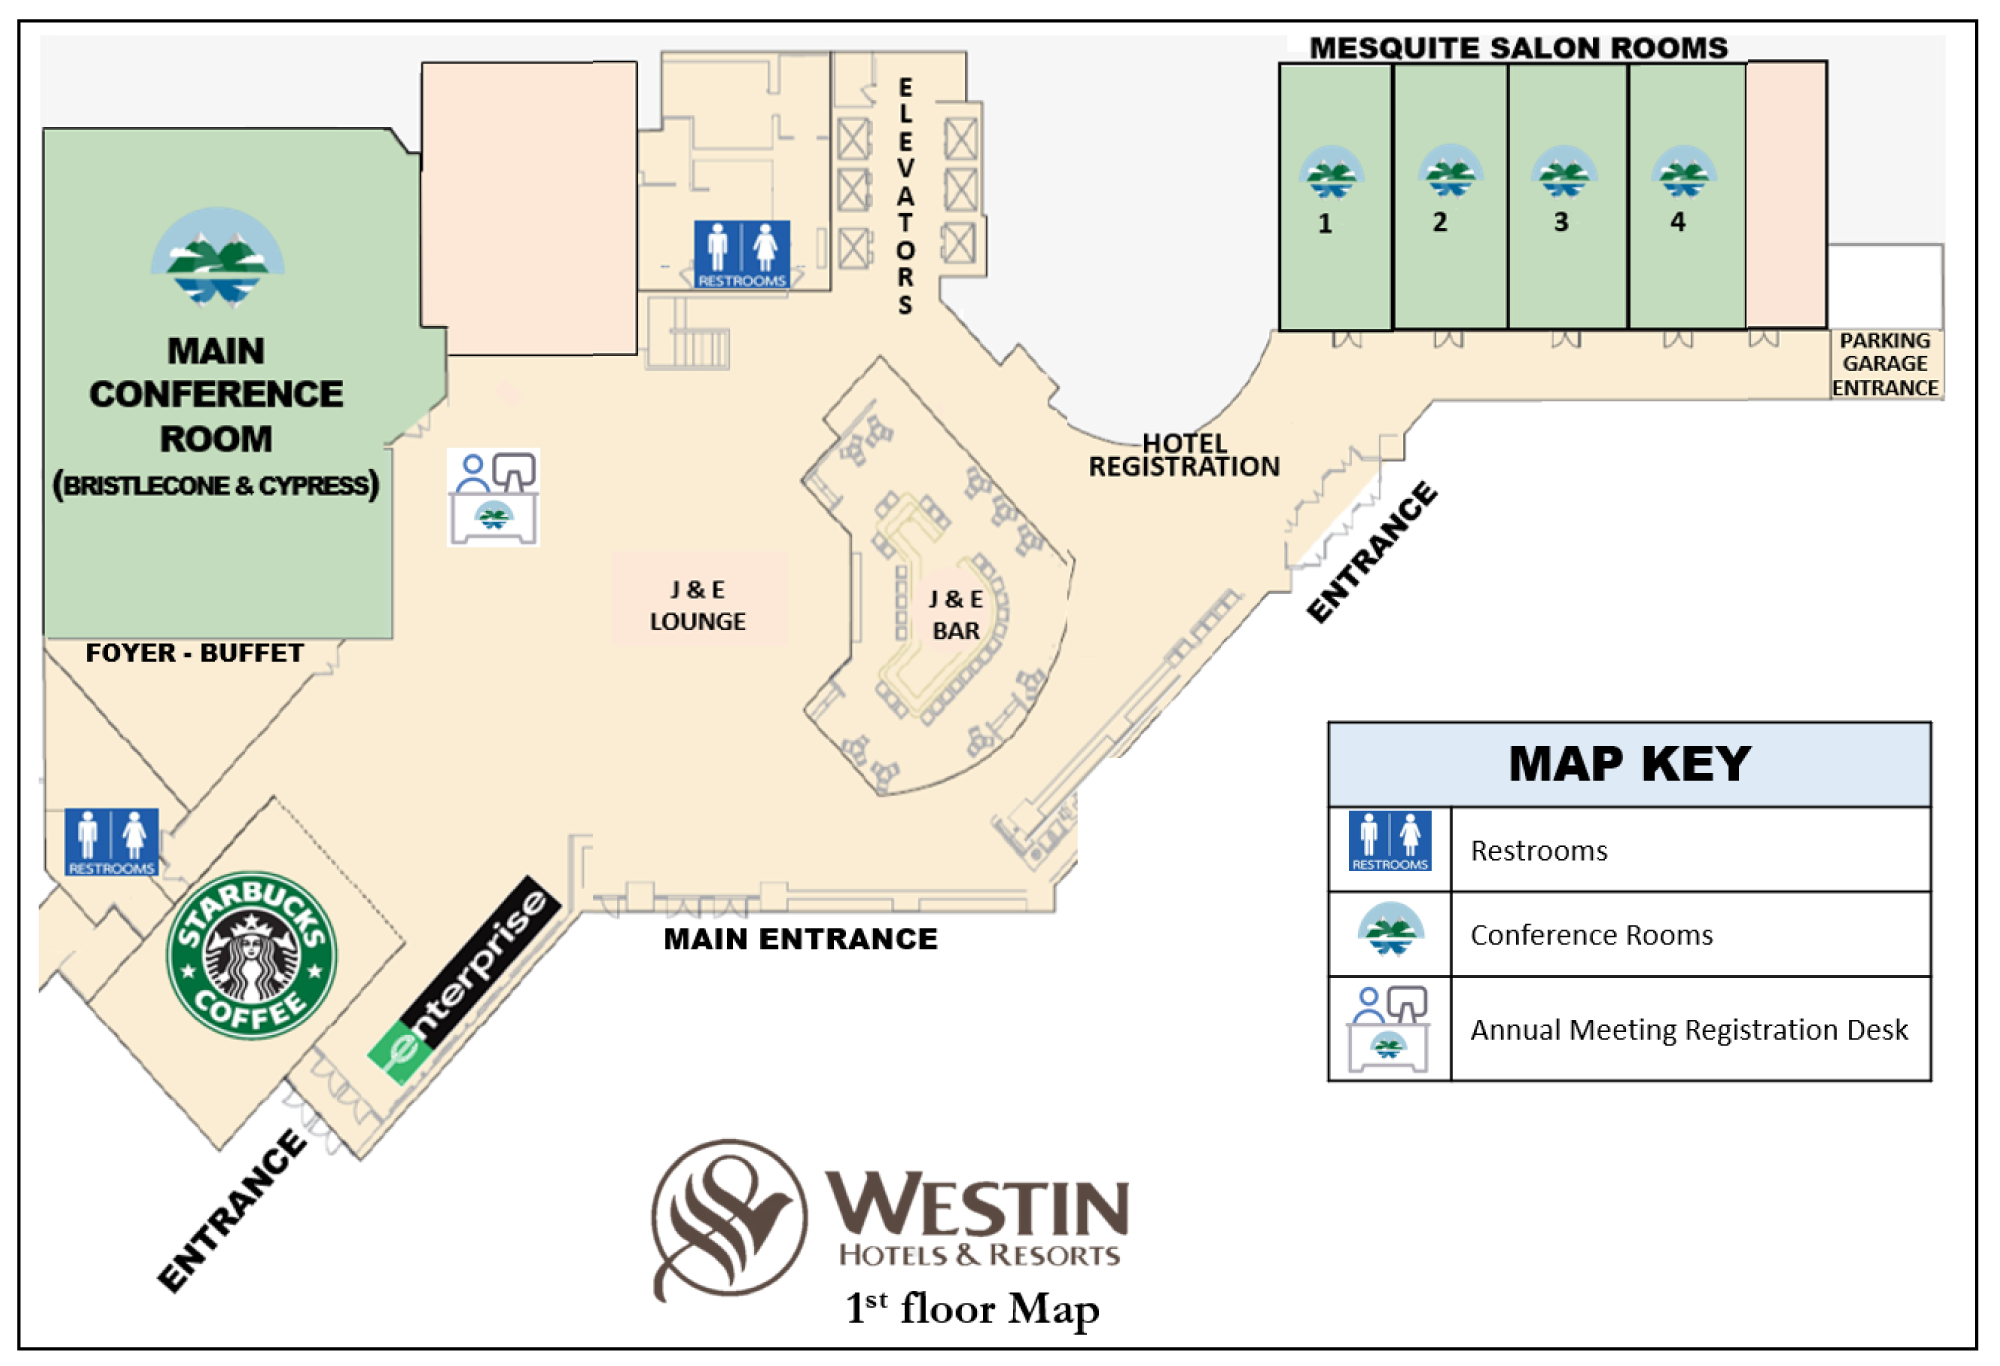 MESQUITE SALON ROOMS
1
2
3
4
ELEVATORS
RESTROOMS
MAIN
CONFERENCE
ROOM
(BRISTLECONE & CYPRESS)
PARKING
GARAGE
ENTRANCE
HOTEL
REGISTRATION
ENTRANCE
J & E
LOUNGE
J & E
BAR
FOYER - BUFFET
RESTROOMS
STARBUCKS
COFFEE
enterprise
MAIN ENTRANCE
ENTRANCE
MAP KEY
RESTROOMS
Restrooms
Conference Rooms
Annual Meeting Registration Desk
WESTIN
HOTELS & RESORTS
1st floor Map